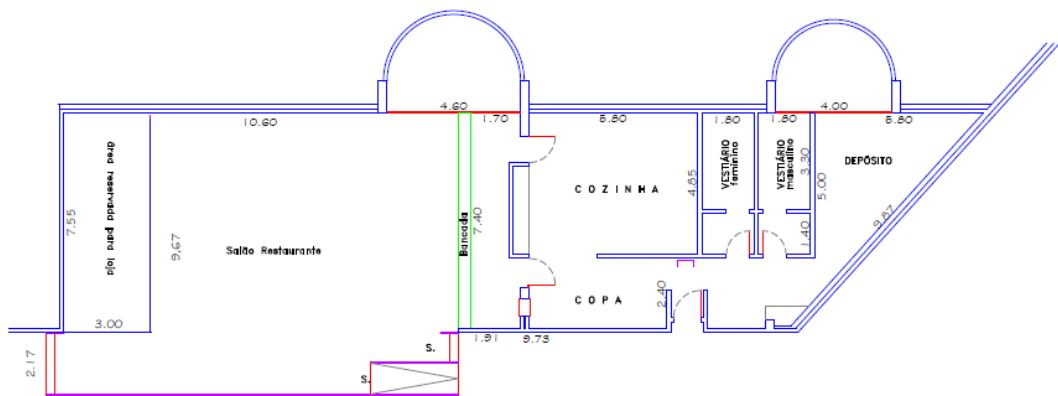 4.60
4.00
10.60
1.70
5.80
1.80
1.80
5.80
área reservada para loja
7.55
9,67
Salão Restaurante
Bancada
7.40
COZINHA
4.85
VESTIÁRIO
feminino
VESTIÁRIO
masculino
3.30
5.00
DEPÓSITO
9.87
1.40
COPA
2.40
3.00
1.91
9.73
2.17
S.
S.